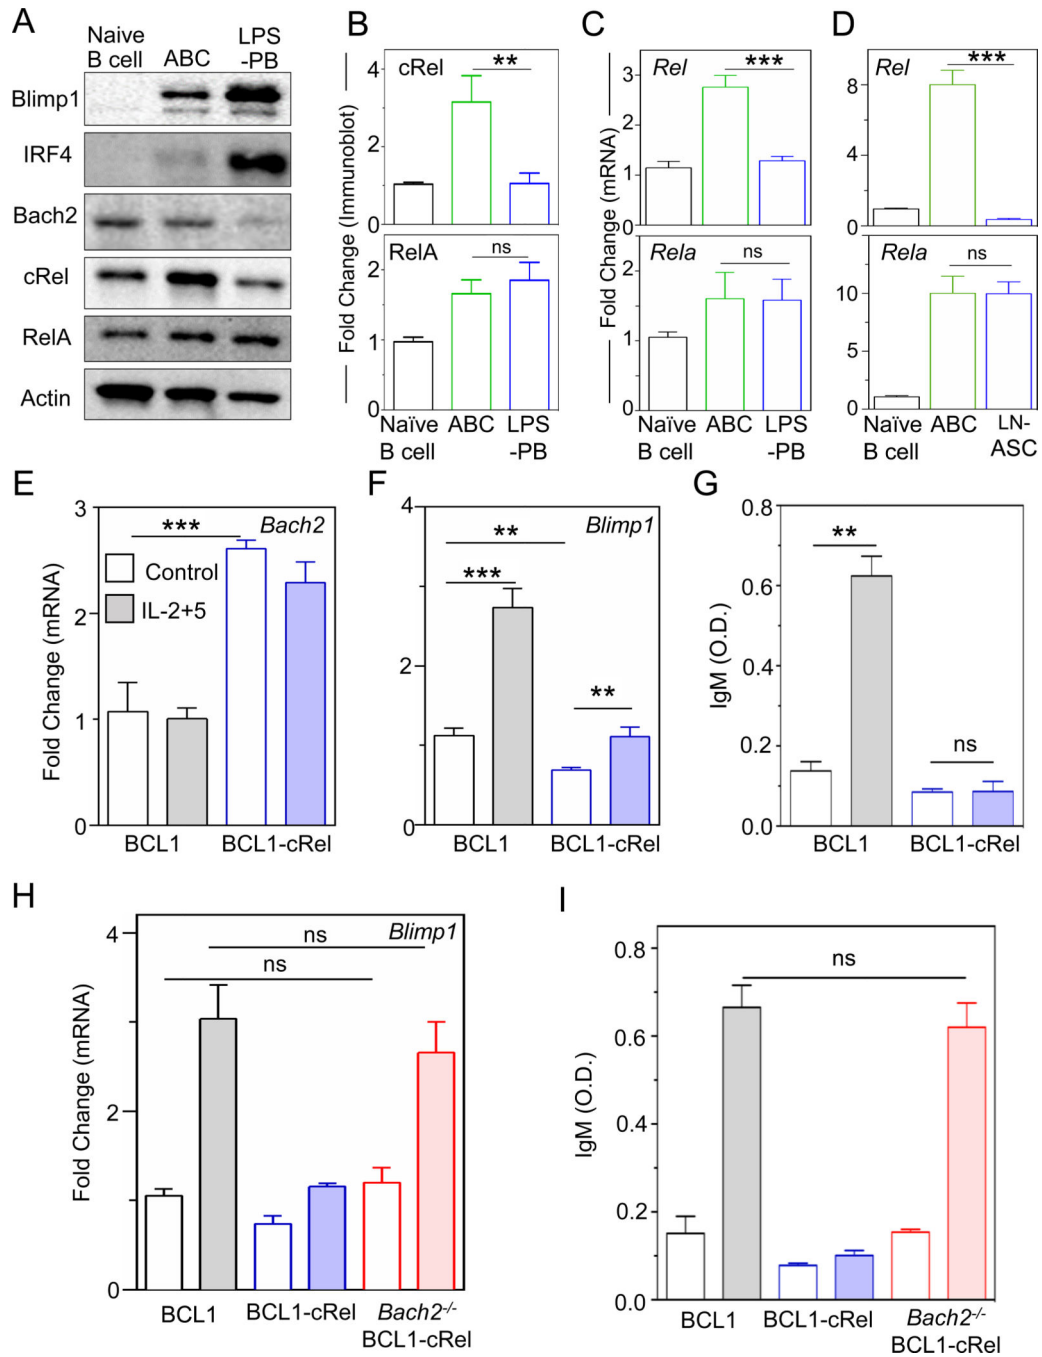 A
Naive
B cell
ABC
LPS
-PB
Blimp1
IRF4
Bach2
cRel
RelA
Actin
B
Fold Change (Immunoblot)
cRel
**
4
2
0
RelA
ns
2
1
0
Naïve
B cell
ABC
LPS
-PB
C
Fold Change (mRNA)
Rel
***
3
2
1
0
Rela
ns
2
1
0
Naïve
B cell
ABC
LPS
-PB
D
Rel
***
8
4
0
Rela
ns
10
5
0
Naïve
B cell
ABC
LN-
ASC
E
Fold Change (mRNA)
3
2
1
0
***
Bach2
Control
IL-2+5
BCL1
BCL1-cRel
F
4
2
0
Blimp1
**
***
**
BCL1
BCL1-cRel
G
IgM (O.D.)
0.8
0.6
0.4
0.2
0.0
**
ns
BCL1
BCL1-cRel
H
Fold Change (mRNA)
4
2
0
ns
Blimp1
ns
BCL1
BCL1-cRel
Bach2-/-
BCL1-cRel
I
IgM (O.D.)
0.8
0.6
0.4
0.2
0.0
ns
BCL1
BCL1-cRel
Bach2-/-
BCL1-cRel